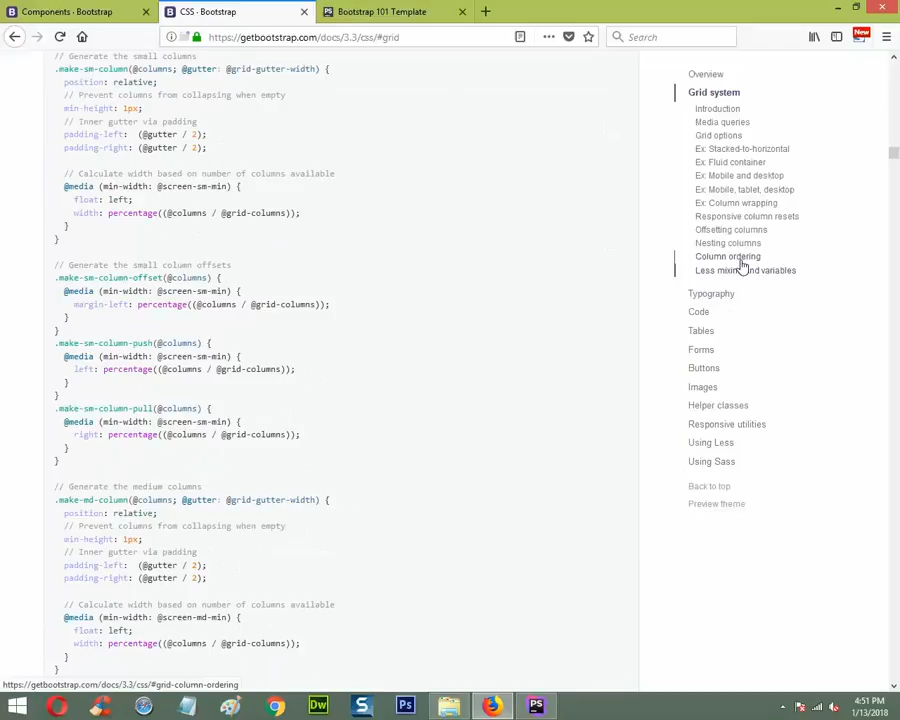 Components · Bootstrap
CSS · Bootstrap
Bootstrap 101 Template
https://getbootstrap.com/docs/3.3/css/#grid
Search
New
// Generate the small columns
.make-sm-column(@columns; @gutter: @grid-gutter-width) {
position: relative;
// Prevent columns from collapsing when empty
min-height: 1px;
// Inner gutter via padding
padding-left: (@gutter / 2);
padding-right: (@gutter / 2);
// Calculate width based on number of columns available
@media (min-width: @screen-sm-min) {
float: left;
width: percentage((@columns / @grid-columns));
}
}
// Generate the small column offsets
.make-sm-column-offset(@columns) {
@media (min-width: @screen-sm-min) {
margin-left: percentage((@columns / @grid-columns));
}
}
.make-sm-column-push(@columns) {
@media (min-width: @screen-sm-min) {
left: percentage((@columns / @grid-columns));
}
}
.make-sm-column-pull(@columns) {
@media (min-width: @screen-sm-min) {
right: percentage((@columns / @grid-columns));
}
}
// Generate the medium columns
.make-md-column(@columns; @gutter: @grid-gutter-width) {
position: relative;
// Prevent columns from collapsing when empty
min-height: 1px;
// Inner gutter via padding
padding-left: (@gutter / 2);
padding-right: (@gutter / 2);
// Calculate width based on number of columns available
@media (min-width: @screen-md-min) {
float: left;
width: percentage((@columns / @grid-columns));
}
}
Overview
Grid system
Introduction
Media queries
Grid options
Ex: Stacked-to-horizontal
Ex: Fluid container
Ex: Mobile and desktop
Ex: Mobile, tablet, desktop
Ex: Column wrapping
Responsive column resets
Offsetting columns
Nesting columns
Column ordering
Less mixins and variables
Typography
Code
Tables
Forms
Buttons
Images
Helper classes
Responsive utilities
Using Less
Using Sass
Back to top
Preview theme
https://getbootstrap.com/docs/3.3/css/#grid-column-ordering
Dw
S
Ps
PS
4:51 PM
1/13/2018